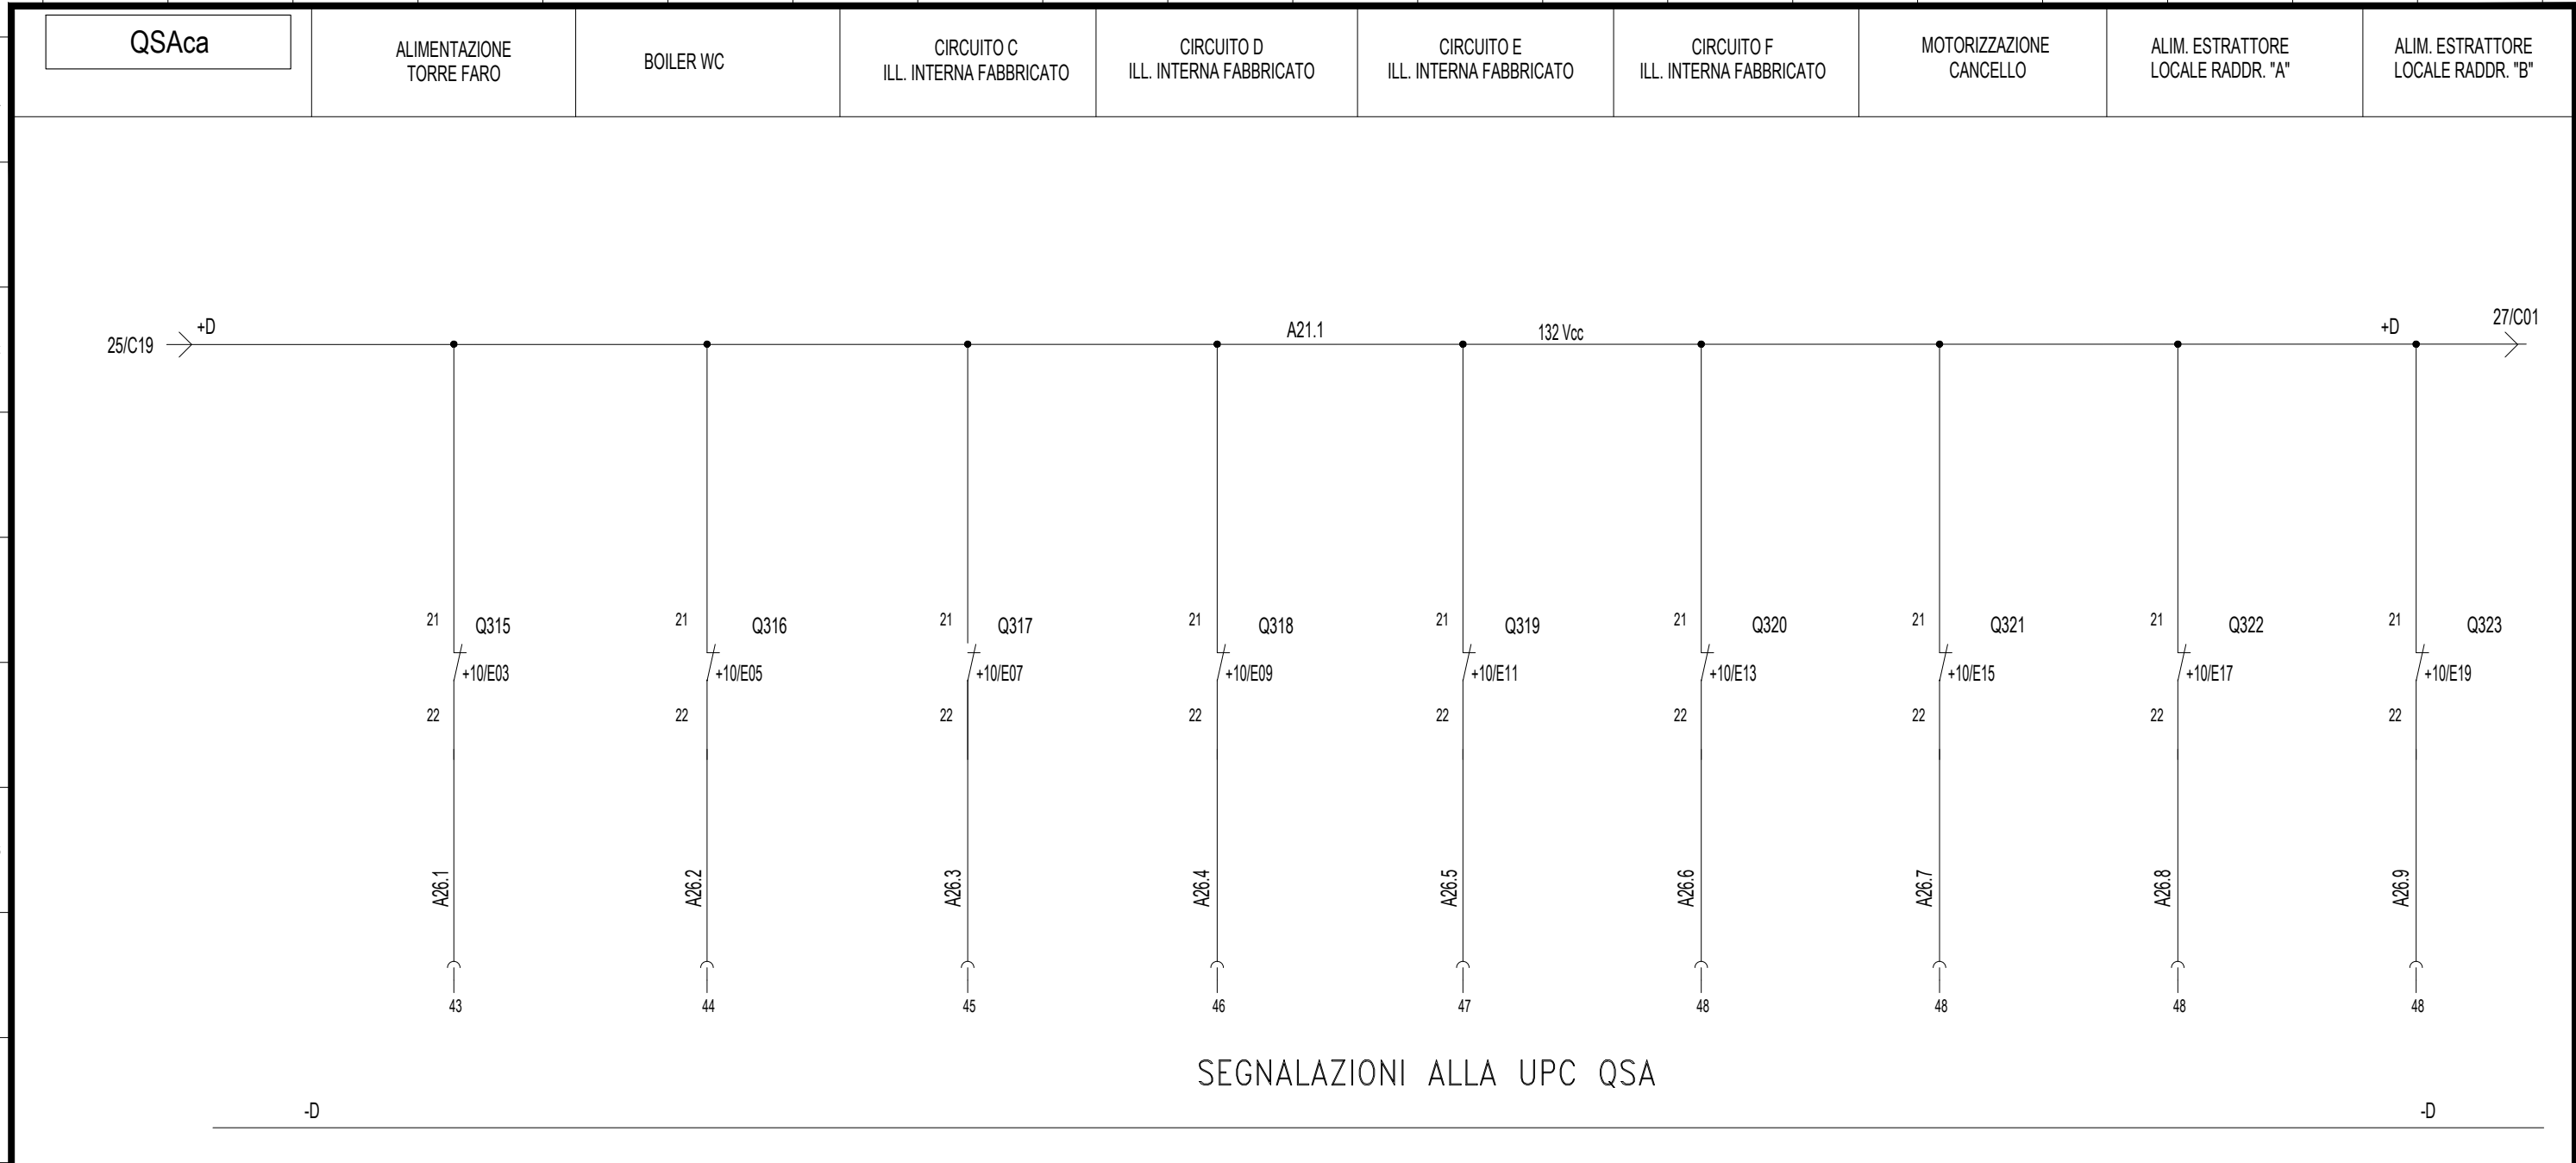 QSAca
ALIMENTAZIONE
TORRE FARO
BOILER WC
CIRCUITO C
ILL. INTERNA FABBRICATO
CIRCUITO D
ILL. INTERNA FABBRICATO
CIRCUITO E
ILL. INTERNA FABBRICATO
CIRCUITO F
ILL. INTERNA FABBRICATO
MOTORIZZAZIONE
CANCELLO
ALIM. ESTRATTORE
LOCALE RADDR. "A"
ALIM. ESTRATTORE
LOCALE RADDR. "B"
25/C19
+D
A21.1
132 Vcc
+D
27/C01
21
Q315
+10/E03
22
21
Q316
+10/E05
22
21
Q317
+10/E07
22
21
Q318
+10/E09
22
21
Q319
+10/E11
22
21
Q320
+10/E13
22
21
Q321
+10/E15
22
21
Q322
+10/E17
22
21
Q323
+10/E19
22
A26.1
A26.2
A26.3
A26.4
A26.5
A26.6
A26.7
A26.8
A26.9
43
44
45
46
47
48
48
48
48
SEGNALAZIONI ALLA UPC QSA
-D
-D